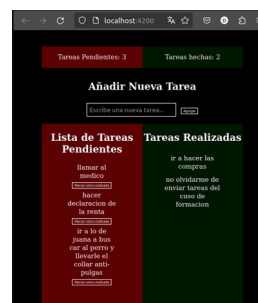 localhost:4200
Tareas Pendientes: 3
Tareas hechas: 2
Añadir Nueva Tarea
Escribe una nueva tarea...
Agregar
Lista de Tareas
Pendientes
llamar al
medico
Marcar como realizada
hacer
declaracion de
la renta
Marcar como realizada
ir a lo de
juana a bus
car al perro y
llevarle el
collar anti-
pulgas
Marcar como realizada
Tareas Realizadas
ir a hacer las
compras
no olvidarme de
enviar tareas del
cuso de
formacion